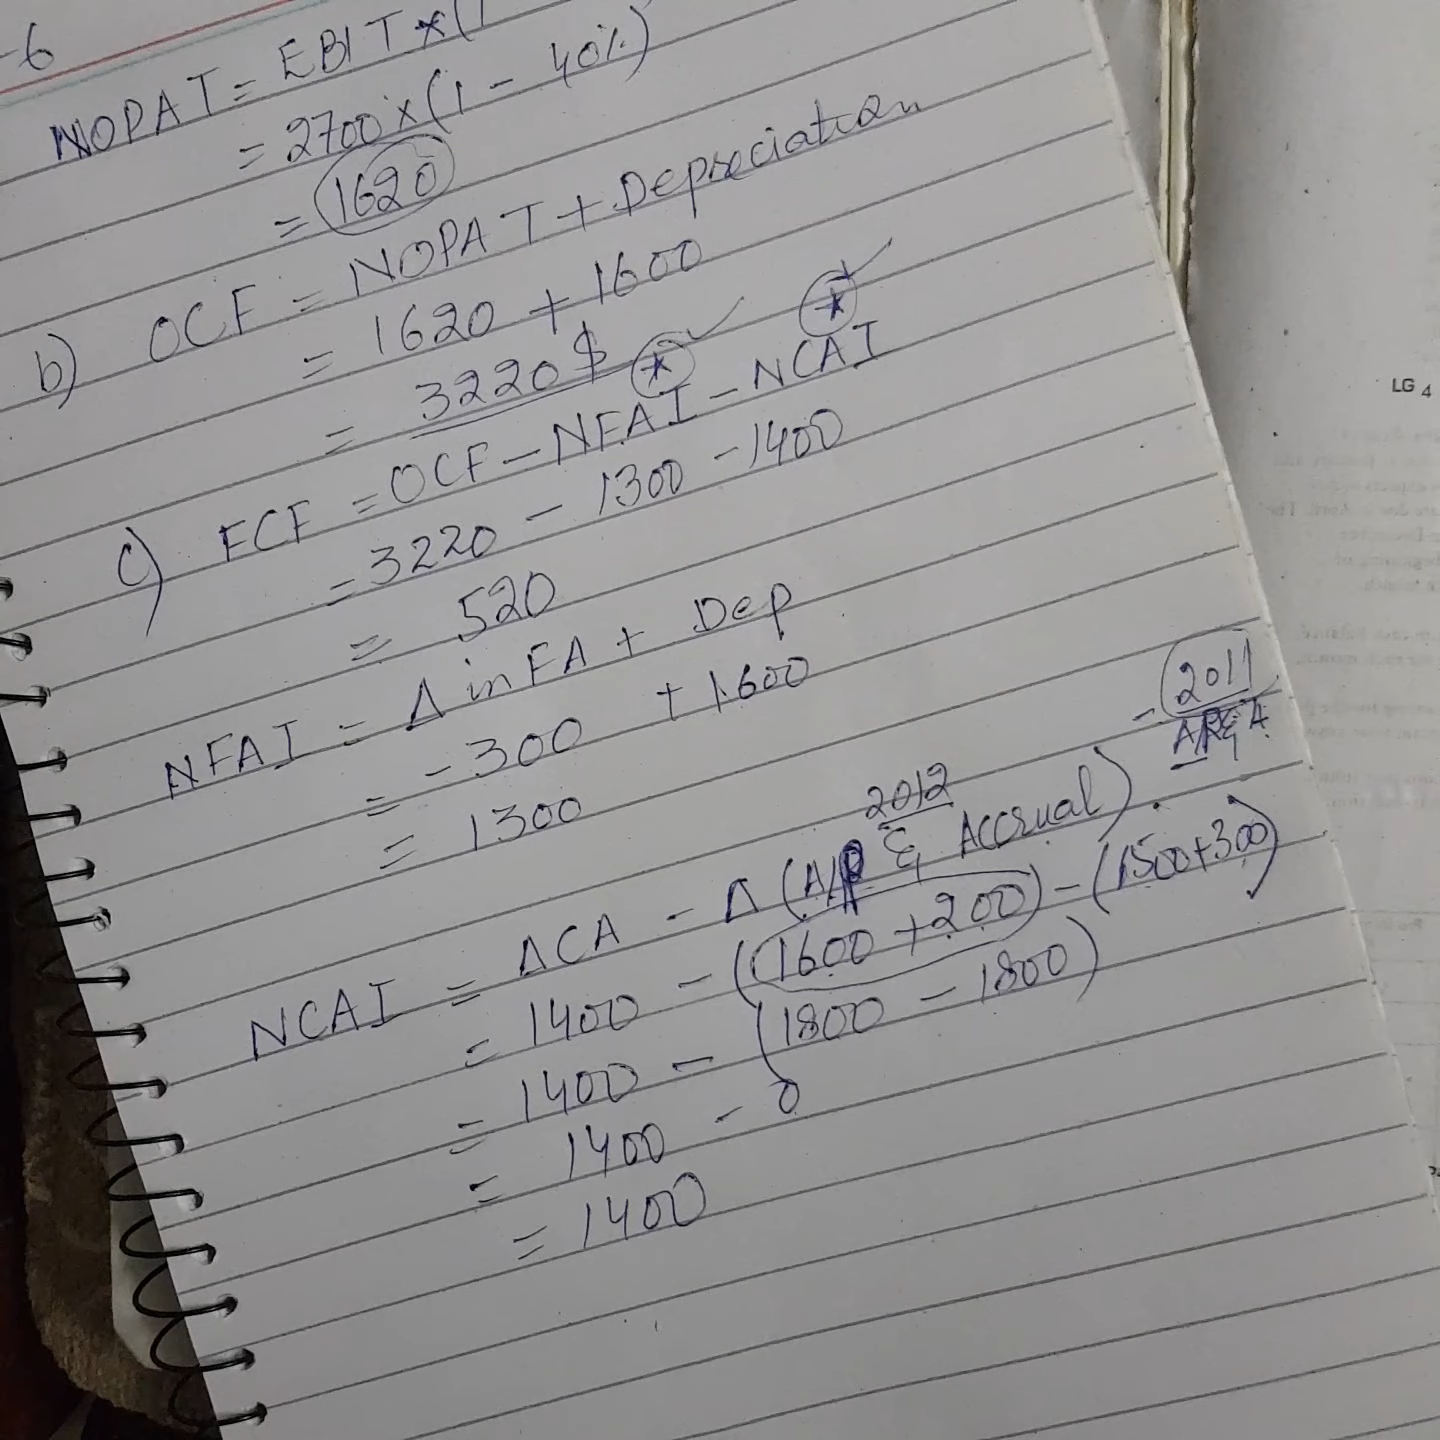 -6
NOPAT = EBIT × (1
= 2700 × (1 - 40%)
= 1620
b) OCF = NOPAT + Depreciation
= 1620 + 1600
= 3220 $
c) FCF = OCF - NFAI - NCAI
= 3220 - 1300 - 1400
= 520
NFAI = Δ in FA + Dep
= -300 + 1600
= 1300
2012 - 2011
NCAI = ΔCA - Δ (A/P & Accrual)
= 1400 - (1600 + 200) - (1500 + 300)
= 1400 - (1800 - 1800)
= 1400 - 0
= 1400
LG 4